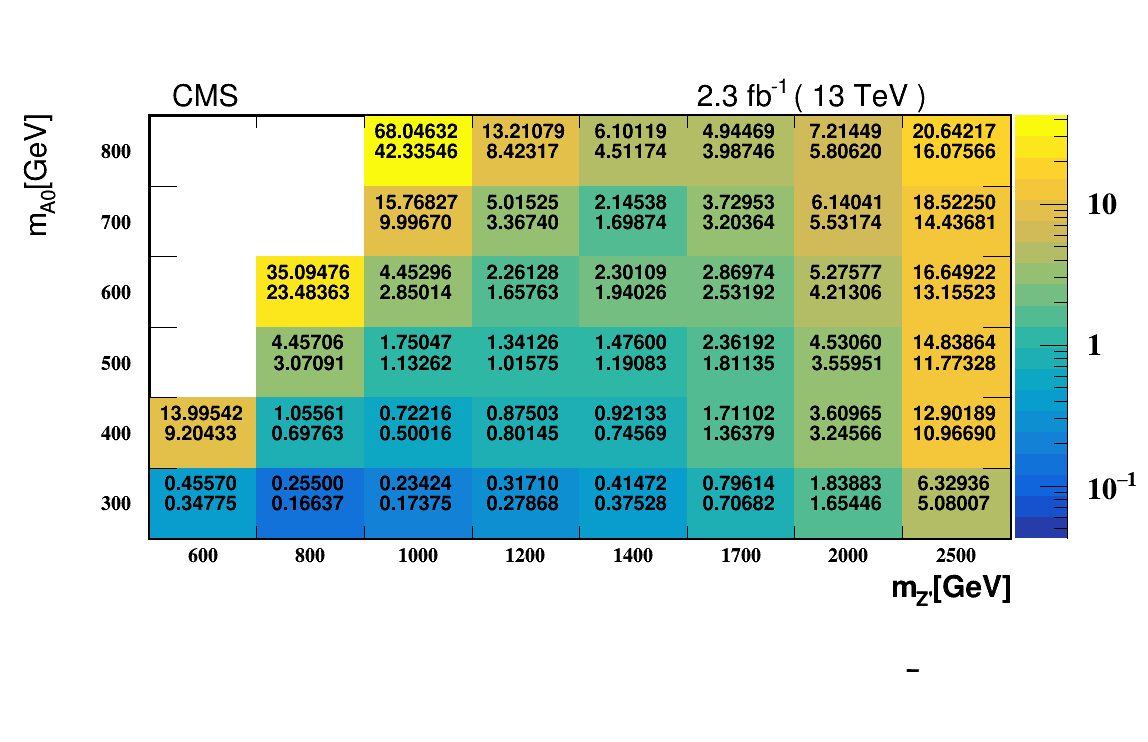 CMS 2.3 fb-1 ( 13 TeV )
mA0[GeV]
800 68.04632 13.21079 6.10119 4.94469 7.21449 20.64217
42.33546 8.42317 4.51174 3.98746 5.80620 16.07566
700 15.76827 5.01525 2.14538 3.72953 6.14041 18.52250
9.99670 3.36740 1.69874 3.20364 5.53174 14.43681
600 35.09476 4.45296 2.26128 2.30109 2.86974 5.27577 16.64922
23.48363 2.85014 1.65763 1.94026 2.53192 4.21306 13.15523
500 4.45706 1.75047 1.34126 1.47600 2.36192 4.53060 14.83864
3.07091 1.13262 1.01575 1.19083 1.81135 3.55951 11.77328
400 13.99542 1.05561 0.72216 0.87503 0.92133 1.71102 3.60965 12.90189
9.20433 0.69763 0.50016 0.80145 0.74569 1.36379 3.24566 10.96690
300 0.45570 0.25500 0.23424 0.31710 0.41472 0.79614 1.83883 6.32936
0.34775 0.16637 0.17375 0.27868 0.37528 0.70682 1.65446 5.08007
600 800 1000 1200 1400 1700 2000 2500
mZ'[GeV]
10
1
10−1